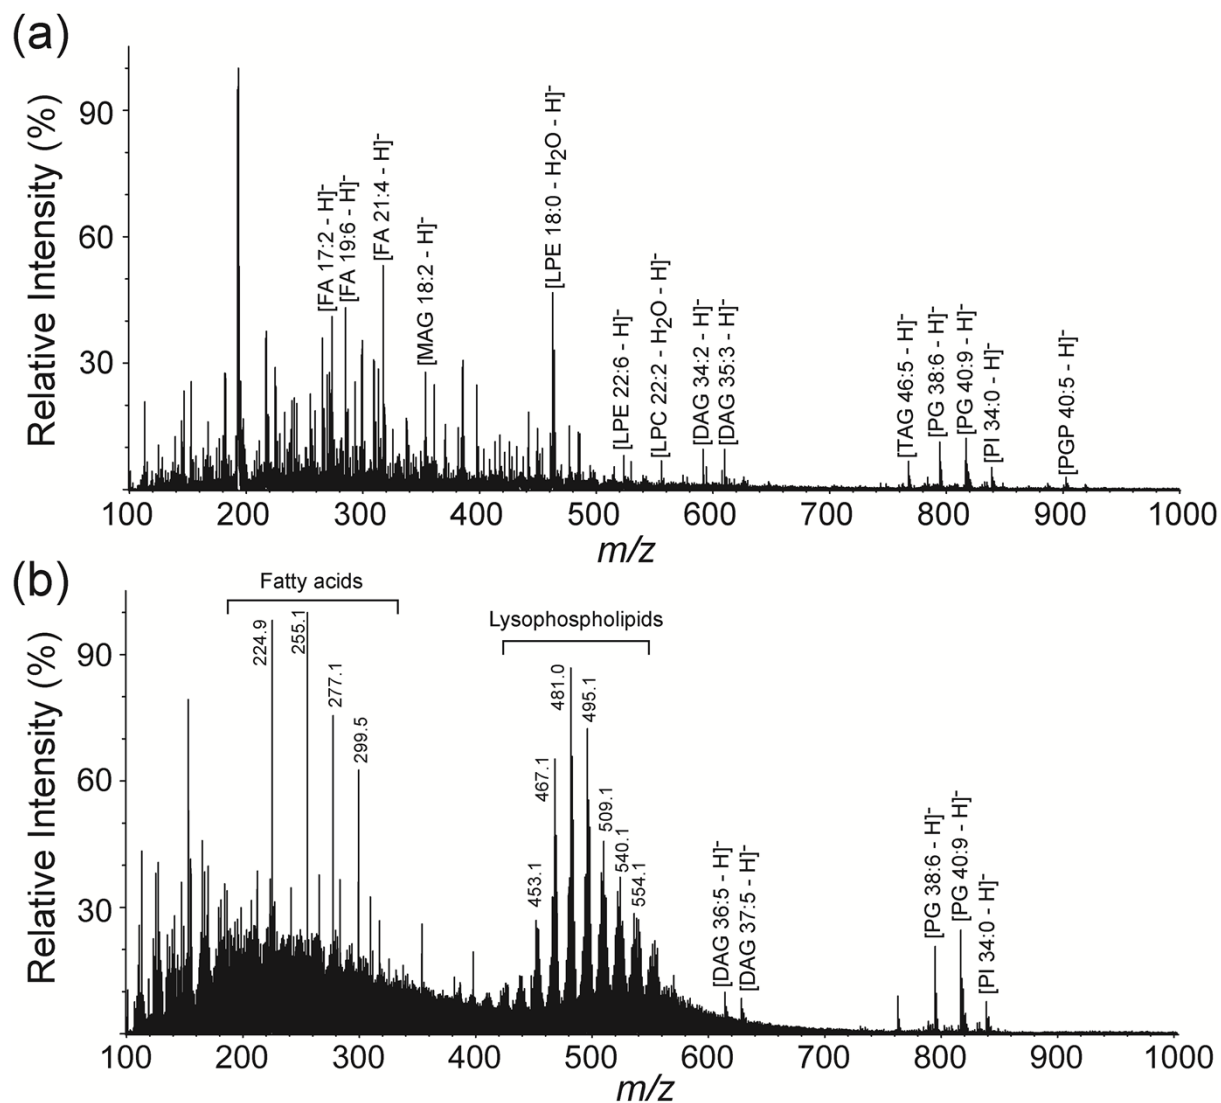 (a)
Relative Intensity (%)
90
60
30
[FA 17:2 - H]⁻
[FA 19:6 - H]⁻
[FA 21:4 - H]⁻
[MAG 18:2 - H]⁻
[LPE 18:0 - H₂O - H]⁻
[LPE 22:6 - H]⁻
[LPC 22:2 - H₂O - H]⁻
[DAG 34:2 - H]⁻
[DAG 35:3 - H]⁻
[TAG 46:5 - H]⁻
[PG 38:6 - H]⁻
[PG 40:9 - H]⁻
[PI 34:0 - H]⁻
[PGP 40:5 - H]⁻
100 200 300 400 500 600 700 800 900 1000
m/z
(b)
Relative Intensity (%)
90
60
30
Fatty acids
224.9
255.1
277.1
299.5
Lysophospholipids
453.1
467.1
481.0
495.1
509.1
540.1
554.1
[DAG 36:5 - H]⁻
[DAG 37:5 - H]⁻
[PG 38:6 - H]⁻
[PG 40:9 - H]⁻
[PI 34:0 - H]⁻
100 200 300 400 500 600 700 800 900 1000
m/z